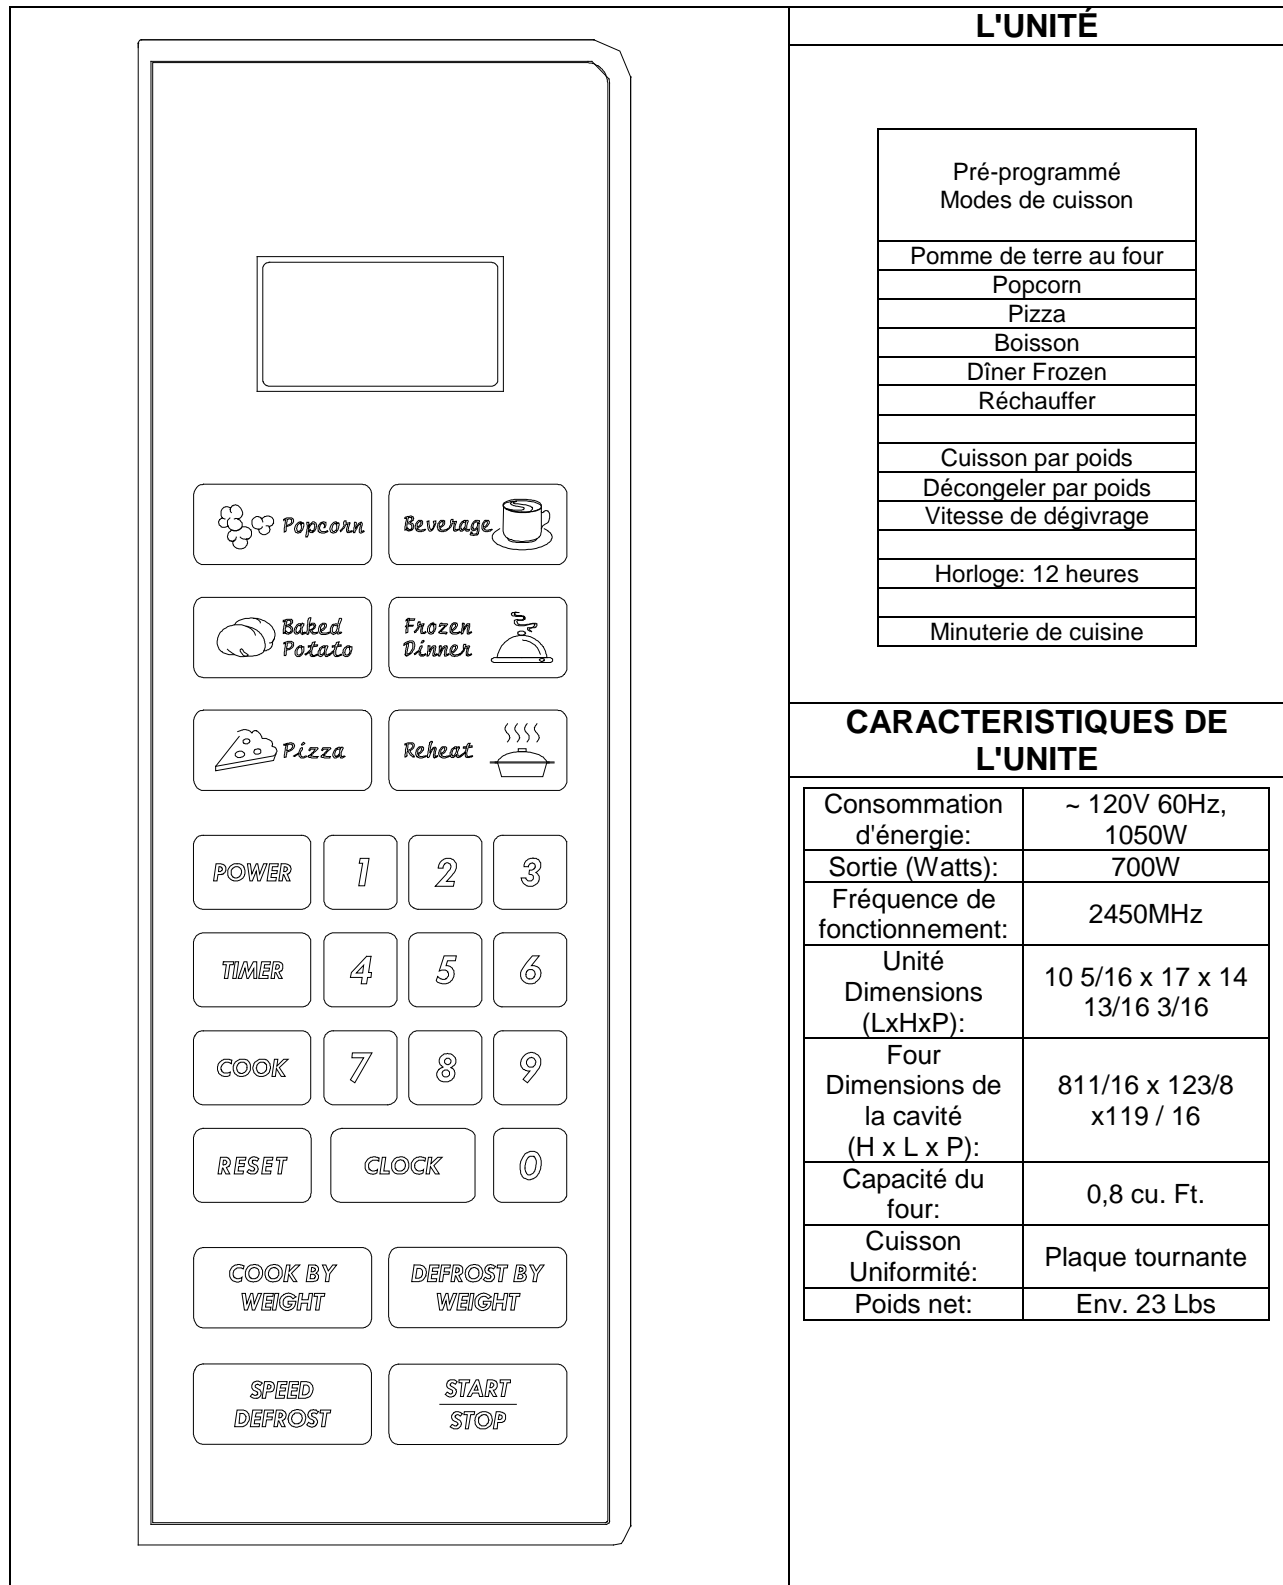 L'UNITÉ
Pré-programmé
Modes de cuisson
Pomme de terre au four
Popcorn
Pizza
Boisson
Dîner Frozen
Réchauffer
Cuisson par poids
Décongeler par poids
Vitesse de dégivrage
Horloge: 12 heures
Minuterie de cuisine
Popcorn
Beverage
Baked
Potato
Frozen
Dinner
Pizza
Reheat
POWER 1 2 3
TIMER 4 5 6
COOK 7 8 9
RESET CLOCK 0
COOK BY
WEIGHT
DEFROST BY
WEIGHT
SPEED
DEFROST
START
STOP
CARACTERISTIQUES DE
L'UNITE
Consommation
d'énergie:
~ 120V 60Hz,
1050W
Sortie (Watts):
700W
Fréquence de
fonctionnement:
2450MHz
Unité
Dimensions
(LxHxP):
10 5/16 x 17 x 14
13/16 3/16
Four
Dimensions de
la cavité
(H x L x P):
811/16 x 123/8
x119 / 16
Capacité du
four:
0,8 cu. Ft.
Cuisson
Uniformité:
Plaque tournante
Poids net:
Env. 23 Lbs